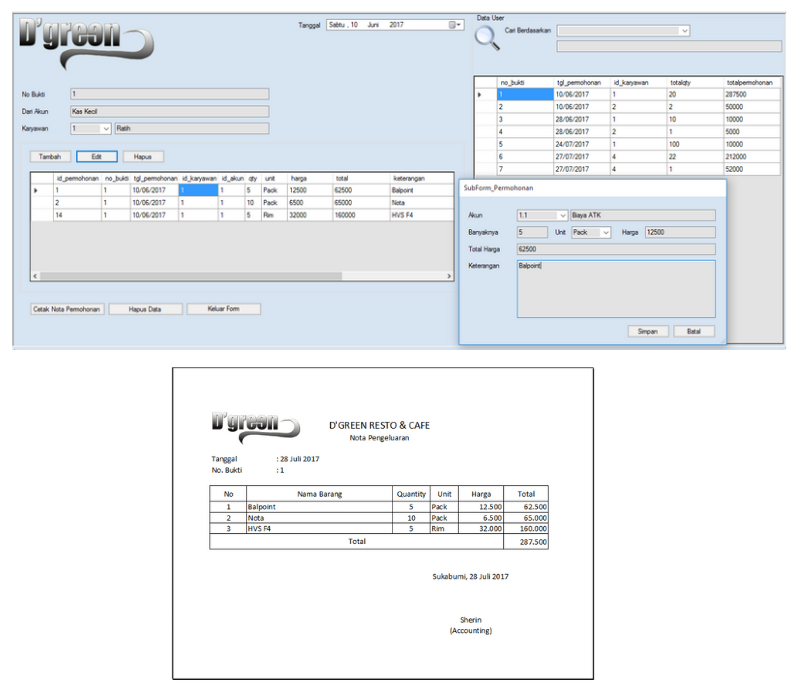 D'green
Tanggal Sabtu , 10 Juni 2017
Data User
Cari Berdasarkan
No Bukti 1
Dari Akun Kas Kecil
Karyawan 1 Ratih
Tambah Edit Hapus
id_pemohonan no_bukti tgl_pemohonan id_karyawan id_akun qty unit harga total keterangan
1 1 10/06/2017 1 1 5 Pack 12500 62500 Balpoint
2 1 10/06/2017 1 1 10 Pack 6500 65000 Nota
14 1 10/06/2017 1 1 5 Rim 32000 160000 HVS F4
Cetak Nota Permohonan Hapus Data Keluar Form
no_bukti tgl_pemohonan id_karyawan totalqty totalpemohonan
1 10/06/2017 1 20 287500
2 10/06/2017 2 2 50000
3 28/06/2017 1 10 10000
4 28/06/2017 2 1 5000
5 24/07/2017 1 100 10000
6 27/07/2017 4 22 212000
7 27/07/2017 4 1 52000
SubForm_Permohonan
Akun 1.1 Biaya ATK
Banyaknya 5 Unit Pack Harga 12500
Total Harga 62500
Keterangan Balpoint
Simpan Batal
D'green
D'GREEN RESTO & CAFE
Nota Pengeluaran
Tanggal : 28 Juli 2017
No. Bukti : 1
No Nama Barang Quantity Unit Harga Total
1 Balpoint 5 Pack 12.500 62.500
2 Nota 10 Pack 6.500 65.000
3 HVS F4 5 Rim 32.000 160.000
Total 287.500
Sukabumi, 28 Juli 2017
Sherin
(Accounting)